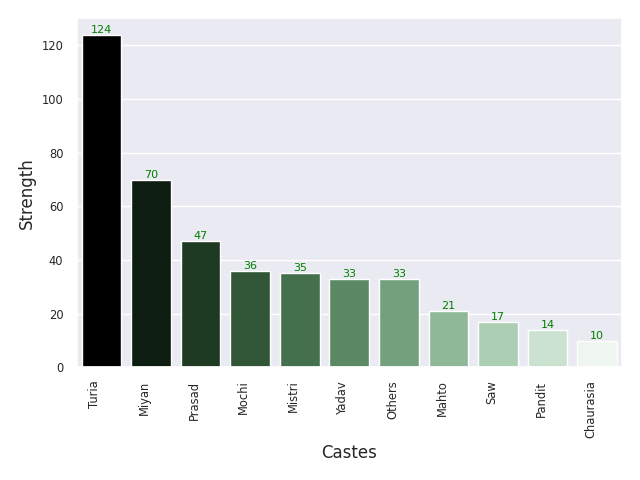 124
120
100
80
70
60
47
40
36
35
33
33
21
20
17
14
10
0
Strength
Turia
Miyan
Prasad
Mochi
Mistri
Yadav
Others
Mahto
Saw
Pandit
Chaurasia
Castes